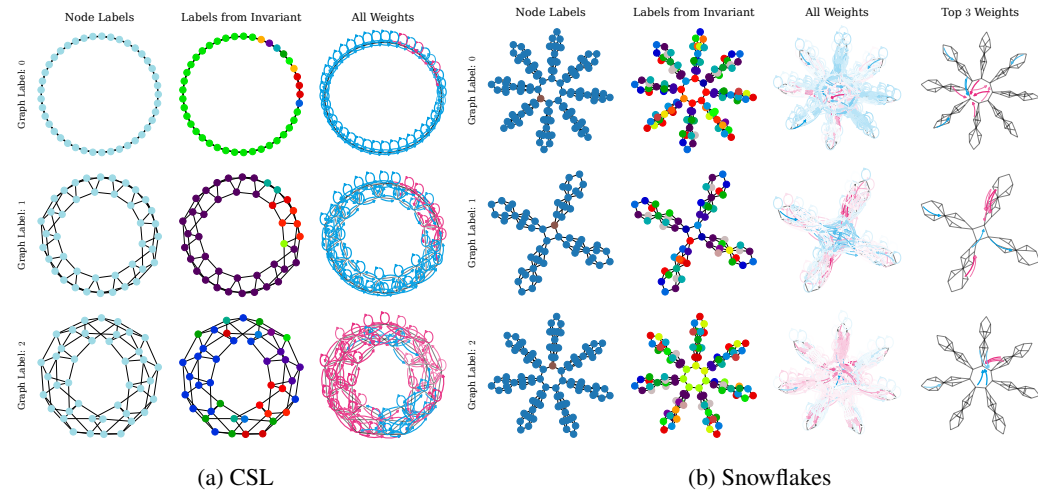 Node Labels
Labels from Invariant
All Weights
Graph Label: 0
Graph Label: 1
Graph Label: 2
(a) CSL
Node Labels
Labels from Invariant
All Weights
Top 3 Weights
Graph Label: 0
Graph Label: 1
Graph Label: 2
(b) Snowflakes